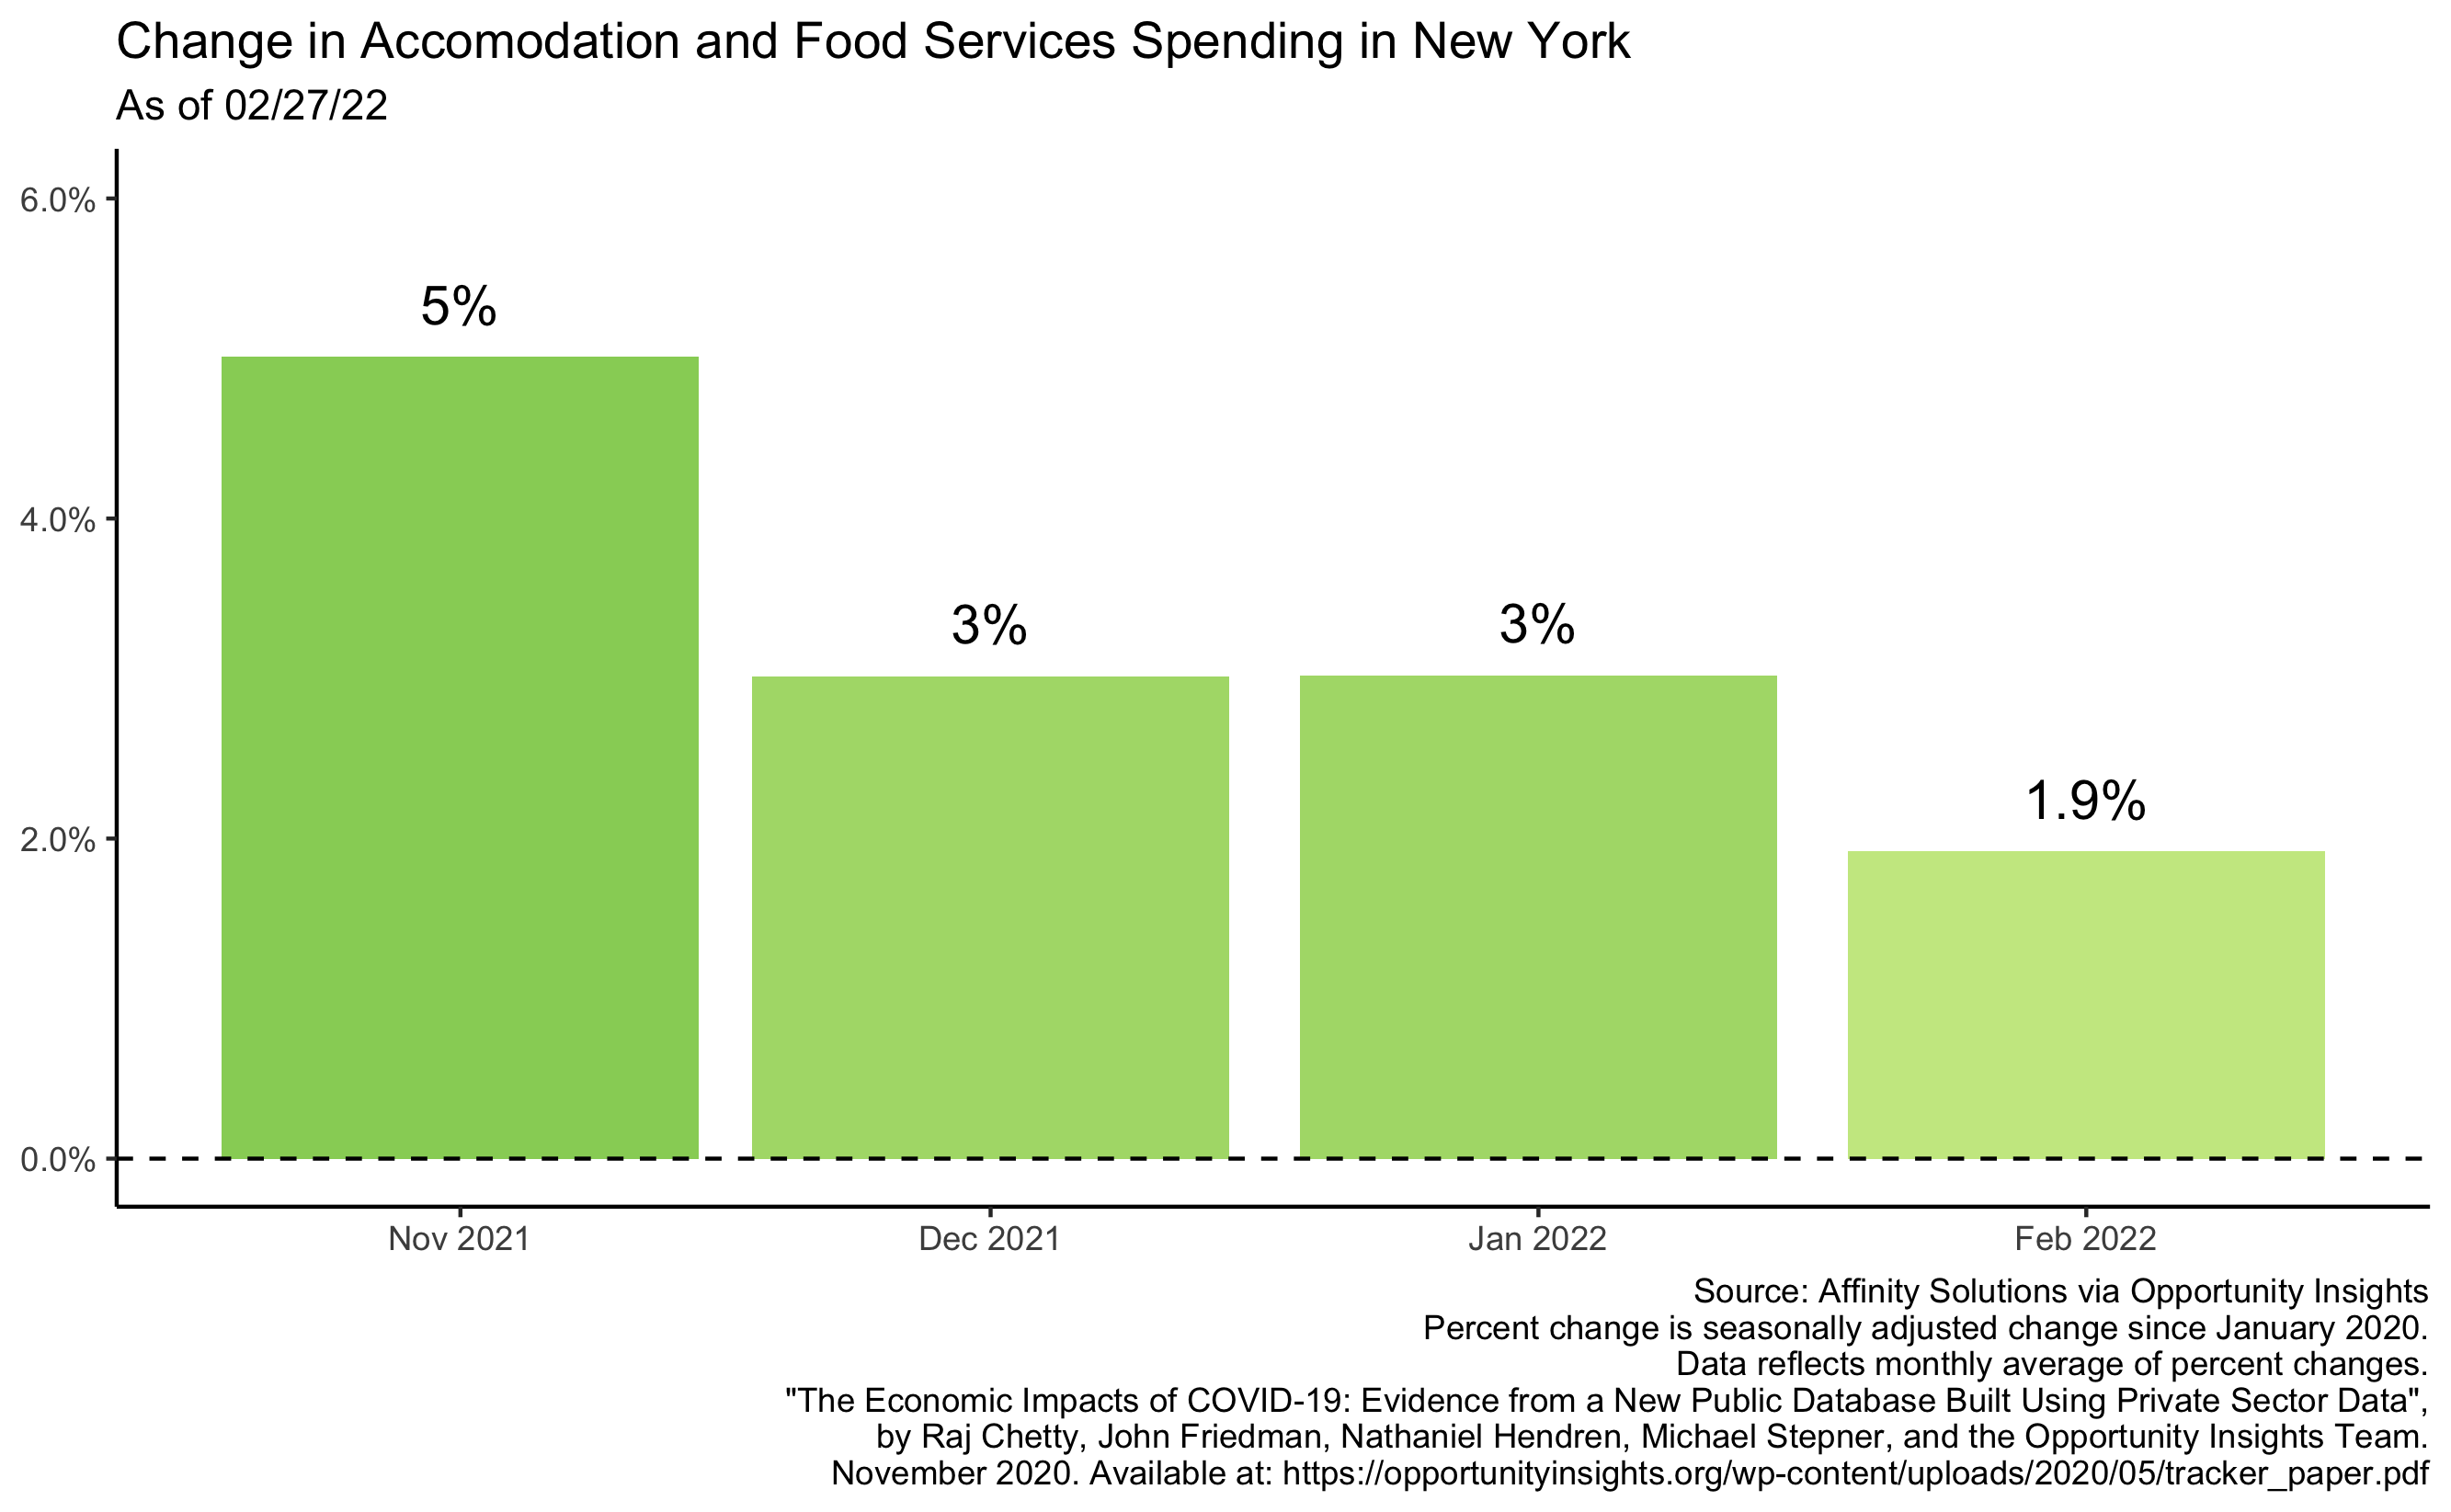 Change in Accomodation and Food Services Spending in New York
As of 02/27/22
6.0%
4.0%
2.0%
0.0%
5%
3%
3%
1.9%
Nov 2021
Dec 2021
Jan 2022
Feb 2022
Source: Affinity Solutions via Opportunity Insights
Percent change is seasonally adjusted change since January 2020.
Data reflects monthly average of percent changes.
"The Economic Impacts of COVID-19: Evidence from a New Public Database Built Using Private Sector Data",
by Raj Chetty, John Friedman, Nathaniel Hendren, Michael Stepner, and the Opportunity Insights Team.
November 2020. Available at: https://opportunityinsights.org/wp-content/uploads/2020/05/tracker_paper.pdf